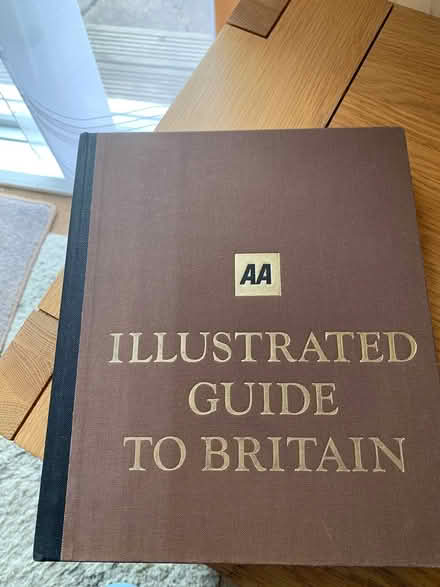 AA
ILLUSTRATED
GUIDE
TO BRITAIN